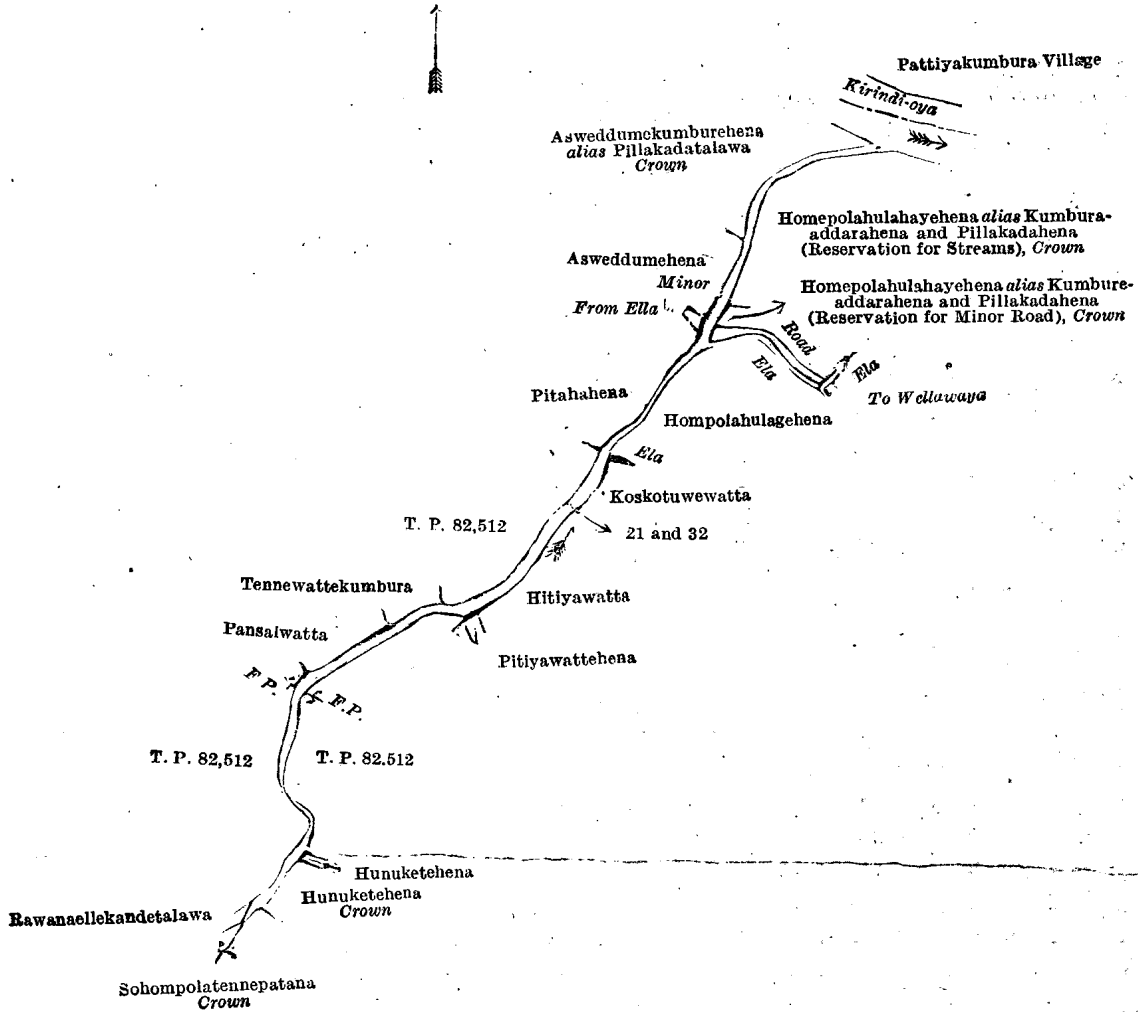 Pattiyakumbura Village
Kirindi-oya
Asweddumekumburehena
alias Pillakadatalawa
Crown
Homepolahulahayehena alias Kumbura-
addarahena and Pillakadahena
(Reservation for Streams), Crown
Asweddumehena
Minor
From Ella
Homepolahulahayehena alias Kumbure-
addarahena and Pillakadahena
(Reservation for Minor Road), Crown
Road
Ela
Ela
To Wellawaya
Pitahahena
Hompolahulagehena
Ela
Koskotuwewatta
T. P. 82,512
21 and 32
Tennewattekumbura
Hitiyawatta
Pansalwatta
Pitiyawattehena
F P.
F.P.
T. P. 82,512
T. P. 82.512
Hunuketehena
Hunuketehena
Crown
Rawanaellekandetalawa
Sohompolatennepatana
Crown